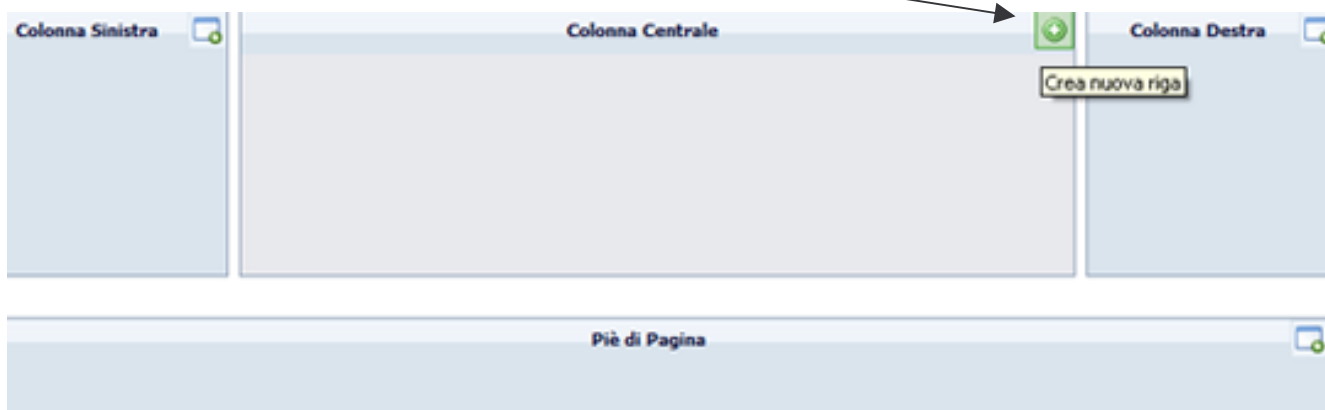 Colonna Sinistra
Colonna Centrale
Colonna Destra
Crea nuova riga
Piè di Pagina